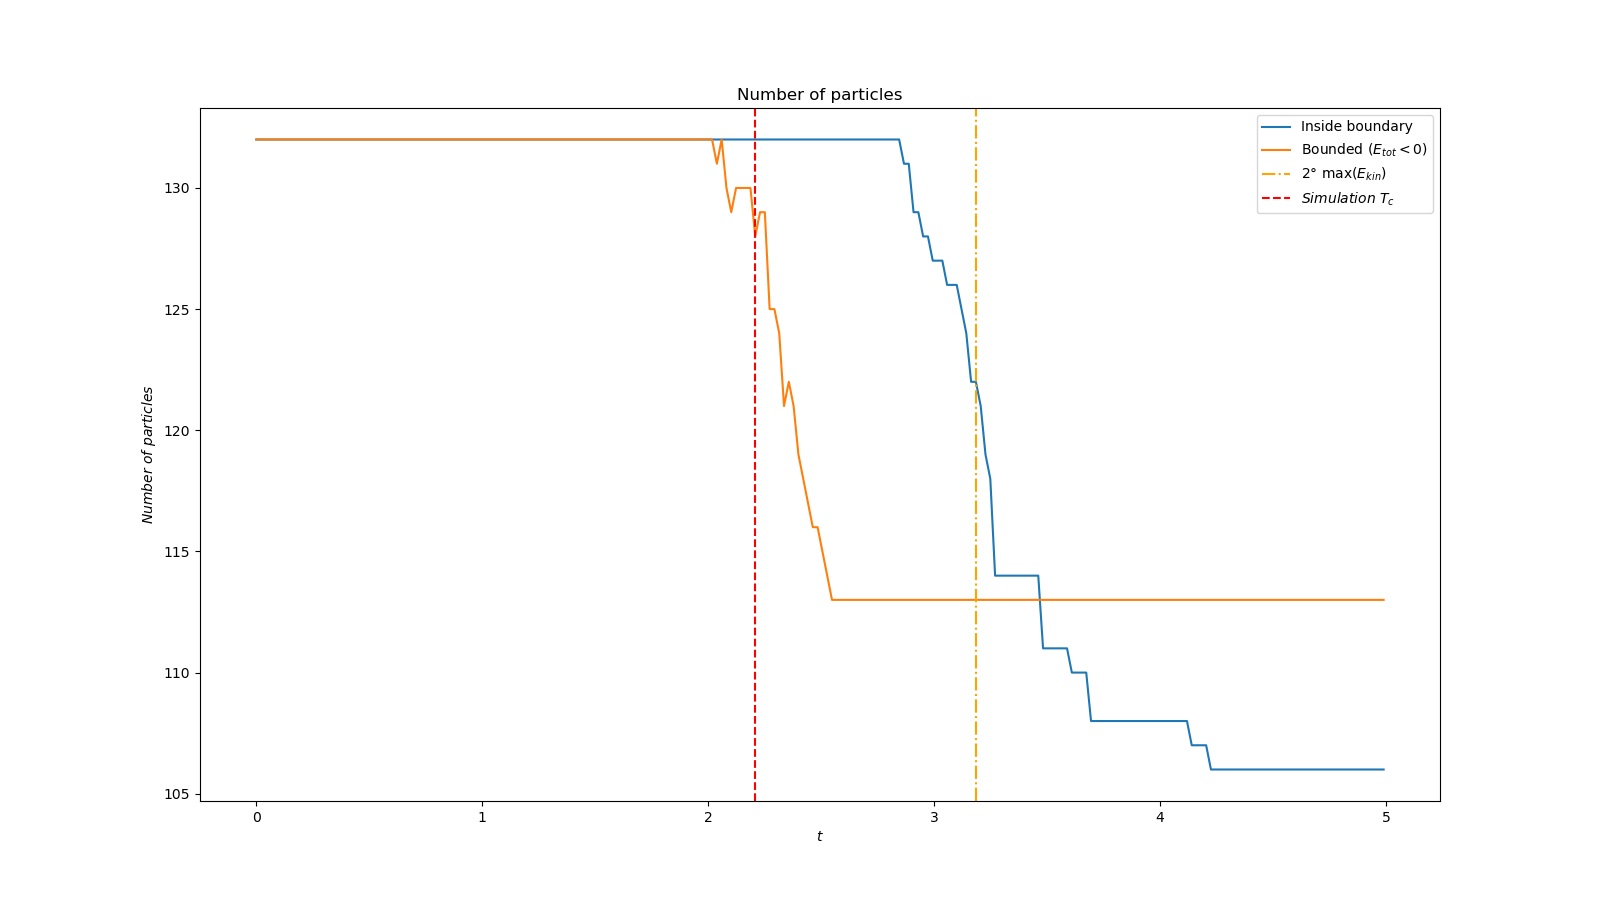 Number of particles
Inside boundary
Bounded (E_tot < 0)
2° max(E_kin)
Simulation T_c
Number of particles
130
125
120
115
110
105
0 1 2 3 4 5
t